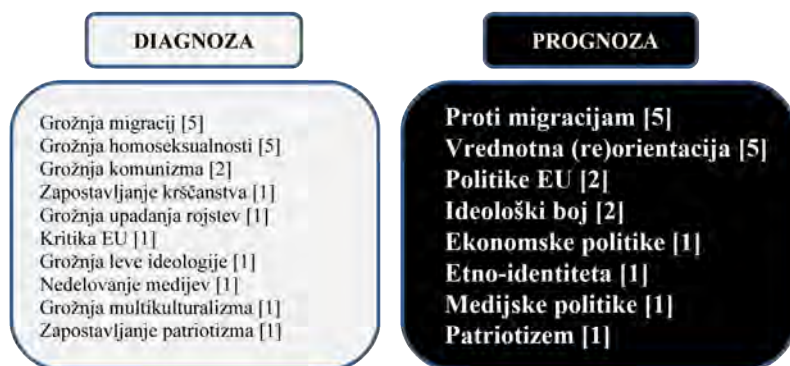 DIAGNOZA
Grožnja migracij [5]
Grožnja homoseksualnosti [5]
Grožnja komunizma [2]
Zapostavljanje krščanstva [1]
Grožnja upadanja rojstev [1]
Kritika EU [1]
Grožnja leve ideologije [1]
Nedelovanje medijev [1]
Grožnja multikulturalizma [1]
Zapostavljanje patriotizma [1]
PROGNOZA
Proti migracijam [5]
Vrednotna (re)orientacija [5]
Politike EU [2]
Ideološki boj [2]
Ekonomske politike [1]
Etno-identiteta [1]
Medijske politike [1]
Patriotizem [1]